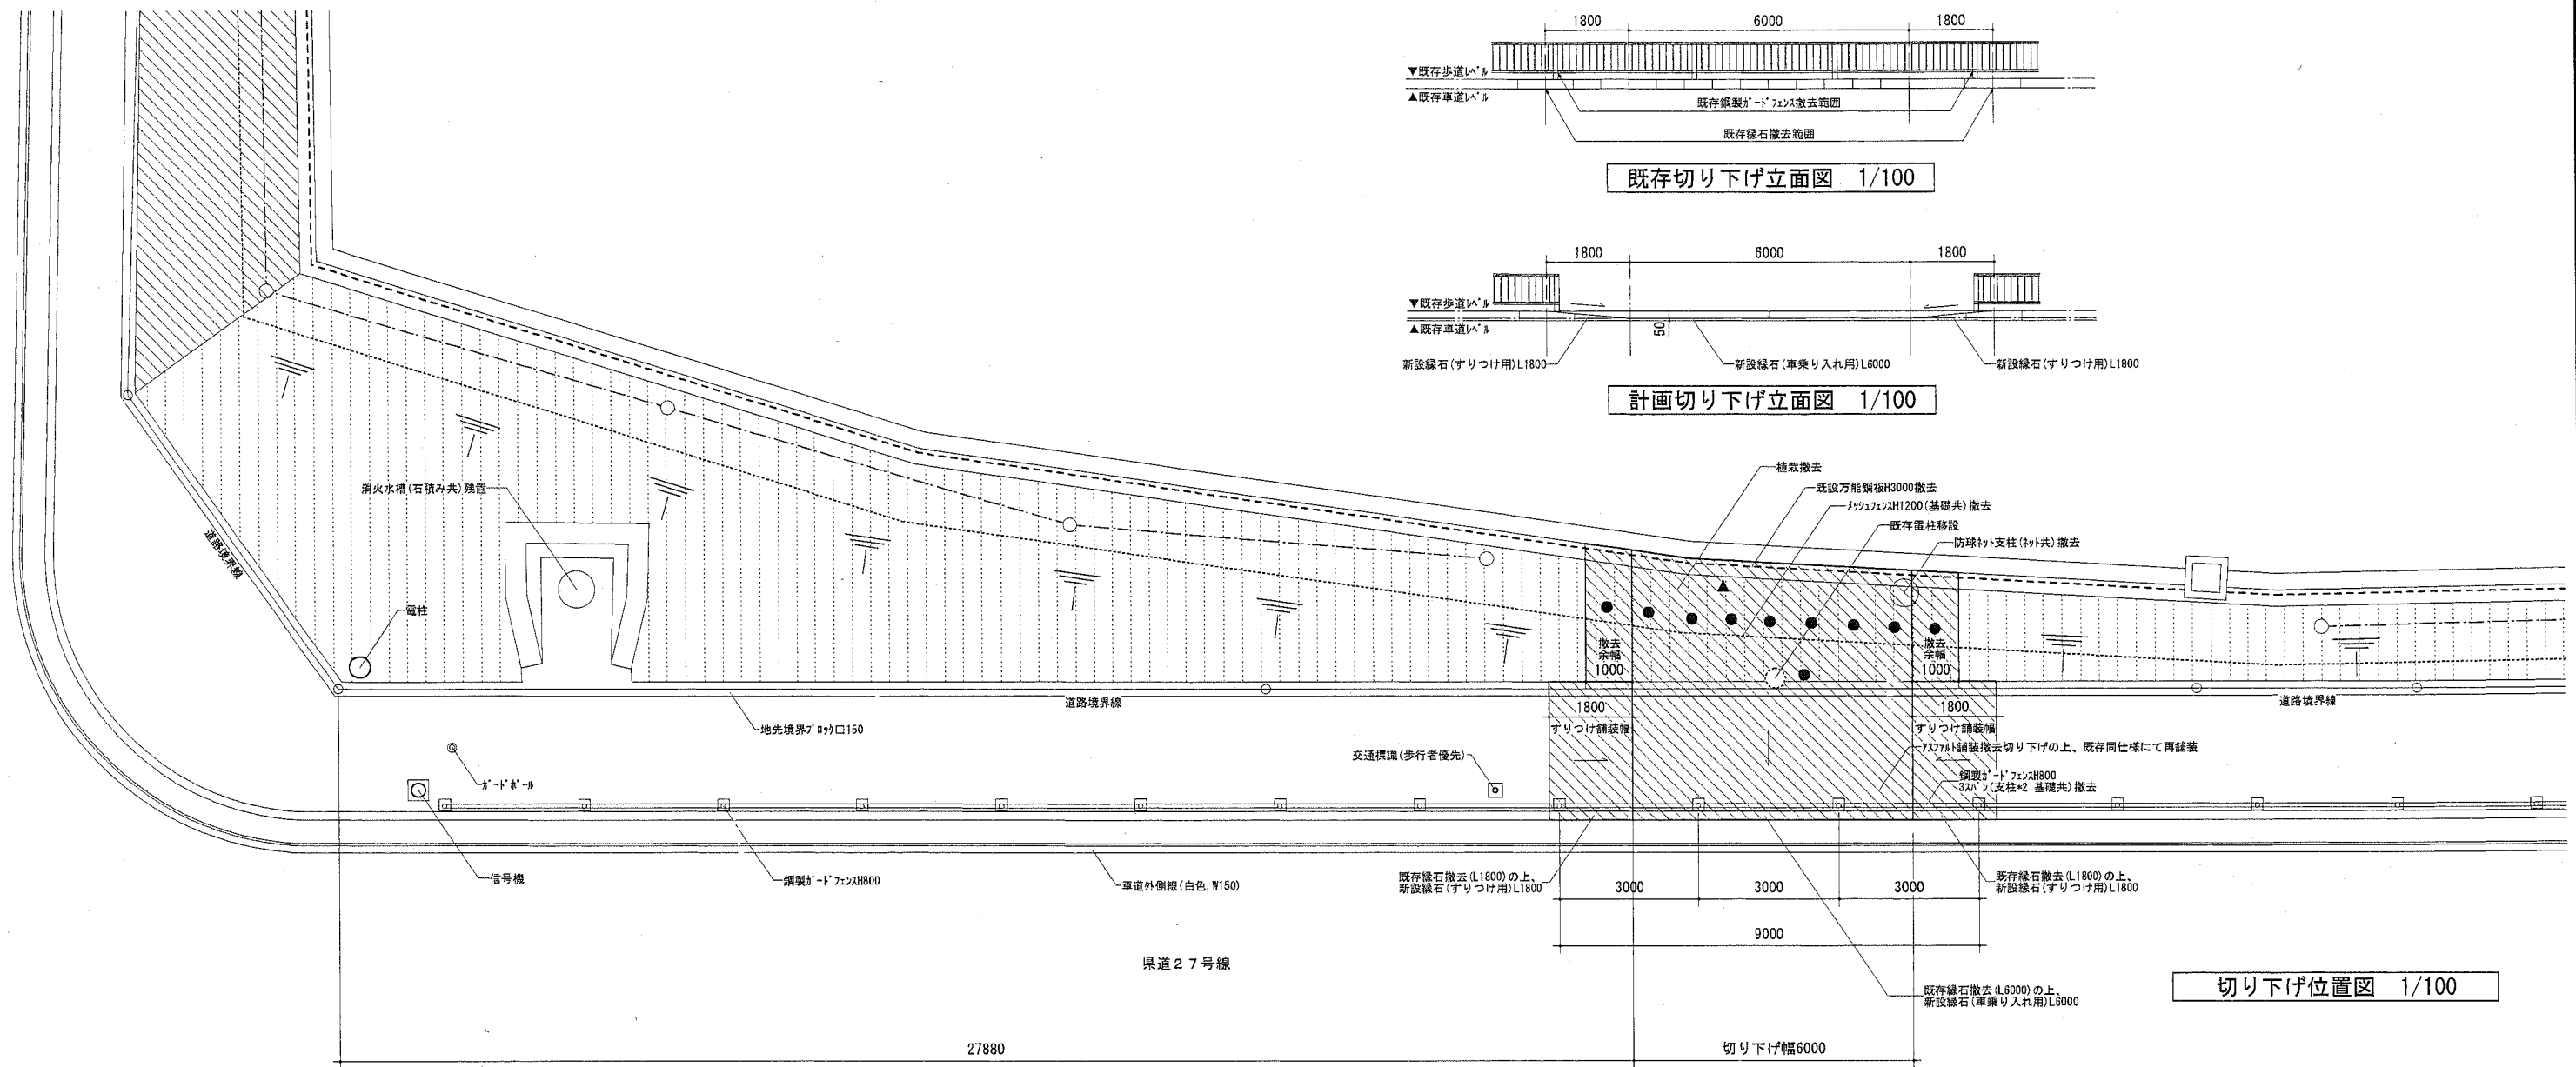 1800
6000
1800
▼既存歩道ﾚﾍﾞﾙ
▲既存車道ﾚﾍﾞﾙ
既存鋼製ｶﾞｰﾄﾞﾌｪﾝｽ撤去範囲
既存縁石撤去範囲
既存切り下げ立面図 1/100
1800
6000
1800
▼既存歩道ﾚﾍﾞﾙ
▲既存車道ﾚﾍﾞﾙ
50
新設縁石(すりつけ用)L1800
新設縁石(車乗り入れ用)L6000
新設縁石(すりつけ用)L1800
計画切り下げ立面図 1/100
植栽撤去
既設万能鋼板H3000撤去
ﾒｯｼｭﾌｪﾝｽH1200(基礎共)撤去
既存電柱移設
防球ﾈｯﾄ支柱(ﾈｯﾄ共)撤去
消火水槽(石積み共)残置
道路境界線
電柱
撤去
余幅
1000
撤去
余幅
1000
道路境界線
道路境界線
地先境界ﾌﾞﾛｯｸ□150
1800
すりつけ舗装幅
1800
すりつけ舗装幅
ｱｽﾌｧﾙﾄ舗装撤去切り下げの上、既存同仕様にて再舗装
ｶﾞｰﾄﾞﾎﾟｰﾙ
交通標識(歩行者優先)
鋼製ｶﾞｰﾄﾞﾌｪﾝｽH800
3ｽﾊﾟﾝ(支柱*2 基礎共)撤去
信号機
鋼製ｶﾞｰﾄﾞﾌｪﾝｽH800
車道外側線(白色,W150)
既存縁石撤去(L1800)の上、
新設縁石(すりつけ用)L1800
3000
3000
3000
既存縁石撤去(L1800)の上、
新設縁石(すりつけ用)L1800
9000
県道２７号線
既存縁石撤去(L6000)の上、
新設縁石(車乗り入れ用)L6000
切り下げ位置図 1/100
27880
切り下げ幅6000